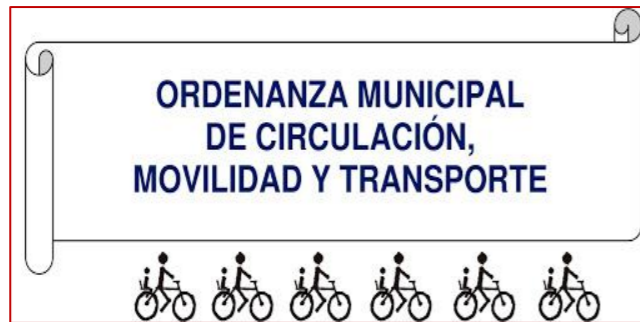 ORDENANZA MUNICIPAL
DE CIRCULACIÓN,
MOVILIDAD Y TRANSPORTE